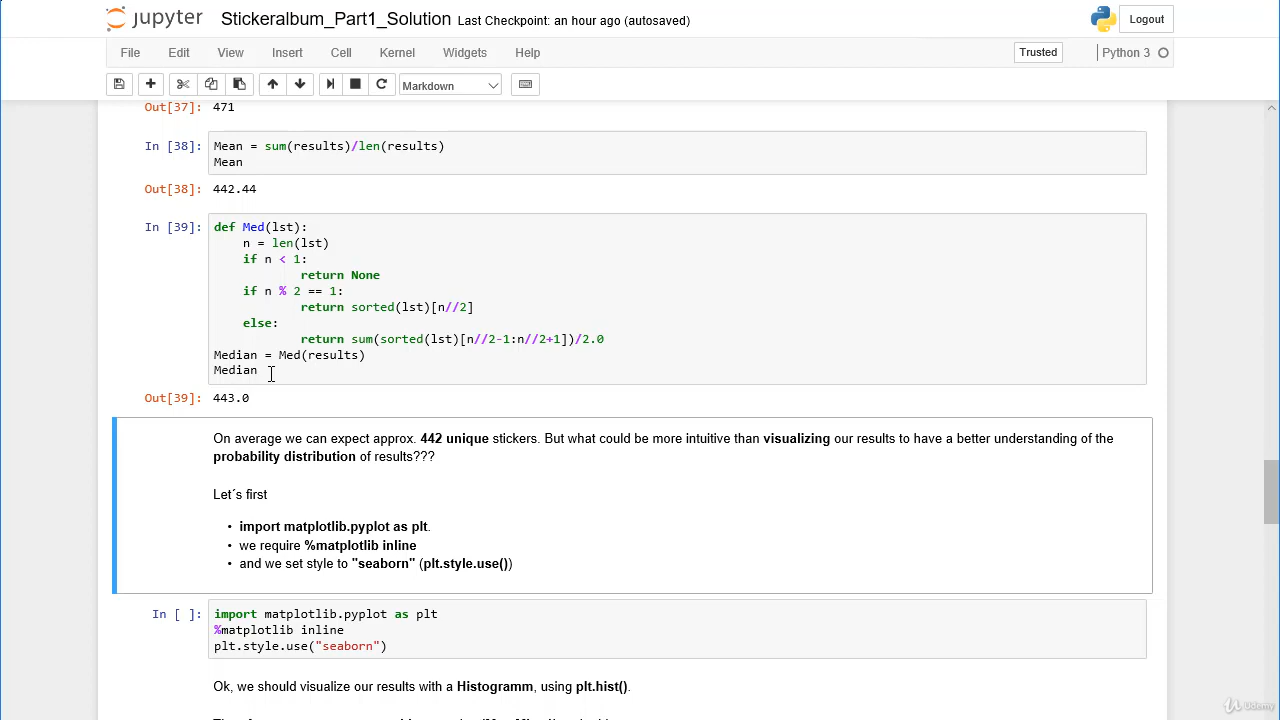 jupyter Stickeralbum_Part1_Solution Last Checkpoint: an hour ago (autosaved) Logout
File Edit View Insert Cell Kernel Widgets Help Trusted Python 3
Markdown
Out[37]: 471
In [38]: Mean = sum(results)/len(results)
Mean
Out[38]: 442.44
In [39]: def Med(lst):
n = len(lst)
if n < 1:
return None
if n % 2 == 1:
return sorted(lst)[n//2]
else:
return sum(sorted(lst)[n//2-1:n//2+1])/2.0
Median = Med(results)
Median
Out[39]: 443.0
On average we can expect approx. 442 unique stickers. But what could be more intuitive than visualizing our results to have a better understanding of the
probability distribution of results???
Let´s first
• import matplotlib.pyplot as plt.
• we require %matplotlib inline
• and we set style to "seaborn" (plt.style.use())
In [ ]: import matplotlib.pyplot as plt
%matplotlib inline
plt.style.use("seaborn")
Ok, we should visualize our results with a Histogramm, using plt.hist().
Udemy